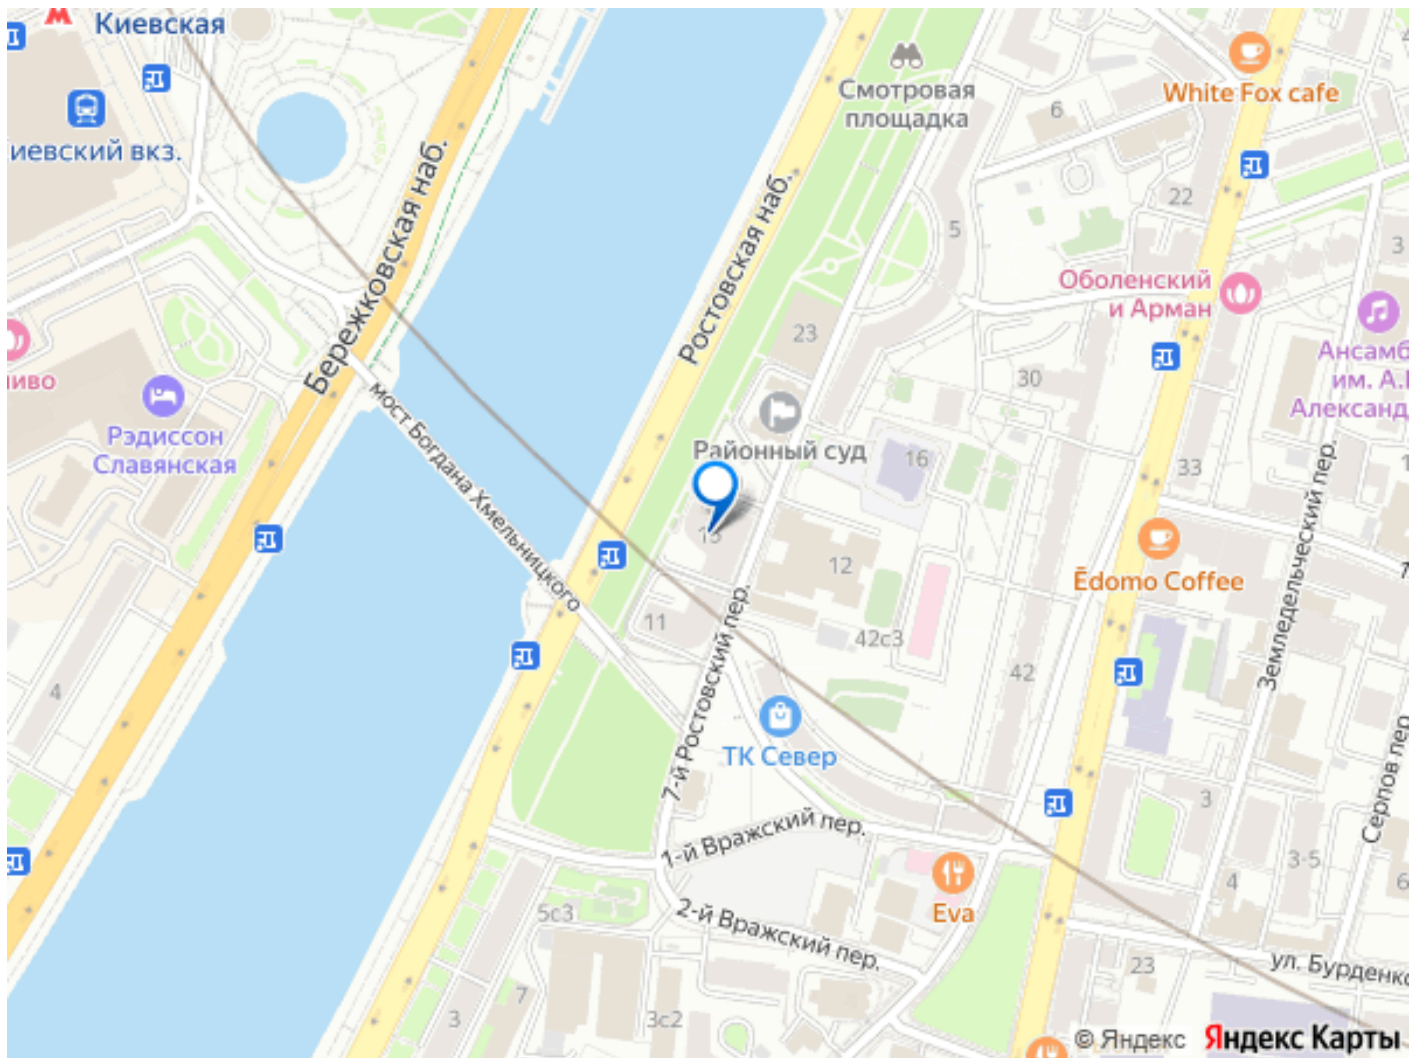 Киевская
иевский вкз.
Бережковская наб.
Смотровая
площадка
White Fox cafe
6
22
5
3
Ростовская наб.
Оболенский
и Арман
23
30
Ансамб
им. А.
Александ
иво
Рэдиссон
Славянская
мост Богдана Хмельницкого
Районный суд
16
33
12
Ēdomo Coffee
Земледельческий пер.
11
42с3
42
4
7-й Ростовский пер.
ТК Север
3
Серпов пер
1-й Вражский пер.
3-5
4
6
Eva
5с3
2-й Вражский пер.
23
ул. Бурденко
7
3
3с2
© Яндекс Яндекс Карты